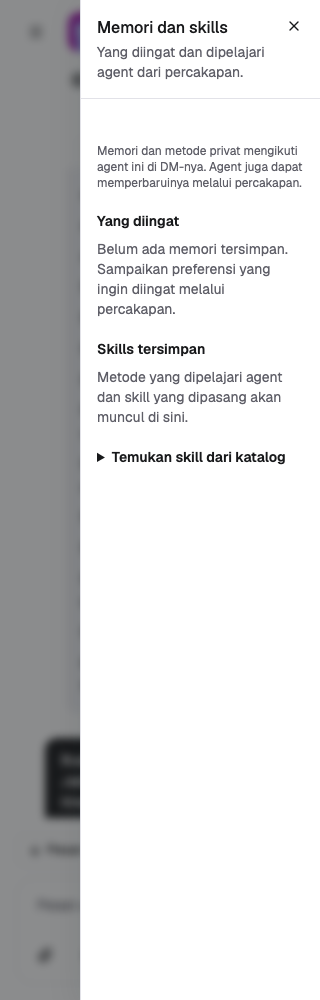 Memori dan skills
Yang diingat dan dipelajari
agent dari percakapan.
Memori dan metode privat mengikuti
agent ini di DM-nya. Agent juga dapat
memperbaruinya melalui percakapan.
Yang diingat
Belum ada memori tersimpan.
Sampaikan preferensi yang
ingin diingat melalui
percakapan.
Skills tersimpan
Metode yang dipelajari agent
dan skill yang dipasang akan
muncul di sini.
Temukan skill dari katalog